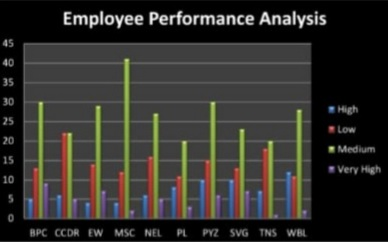 Employee Performance Analysis
45
40
35
30
25
20
15
10
5
0
BPC CCDR EW MSC NEL PL PYZ SVG TNS WBL
High
Low
Medium
Very High